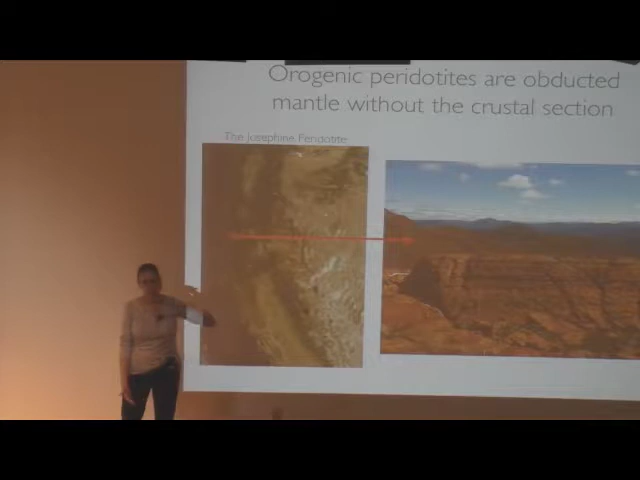 Orogenic peridotites are obducted
mantle without the crustal section
The Josephine Peridotite